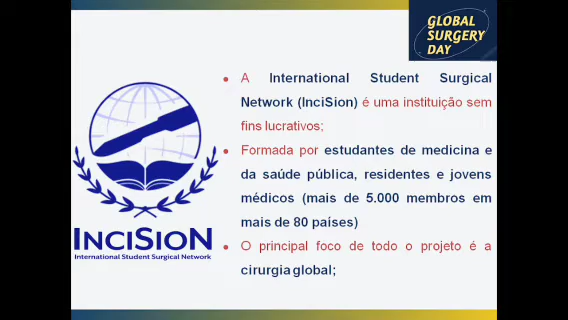 GLOBAL
SURGERY
DAY
• A International Student Surgical
Network (InciSion) é uma instituição sem
fins lucrativos;
• Formada por estudantes de medicina e
da saúde pública, residentes e jovens
médicos (mais de 5.000 membros em
mais de 80 países)
• O principal foco de todo o projeto é a
cirurgia global;
INCISION
International Student Surgical Network